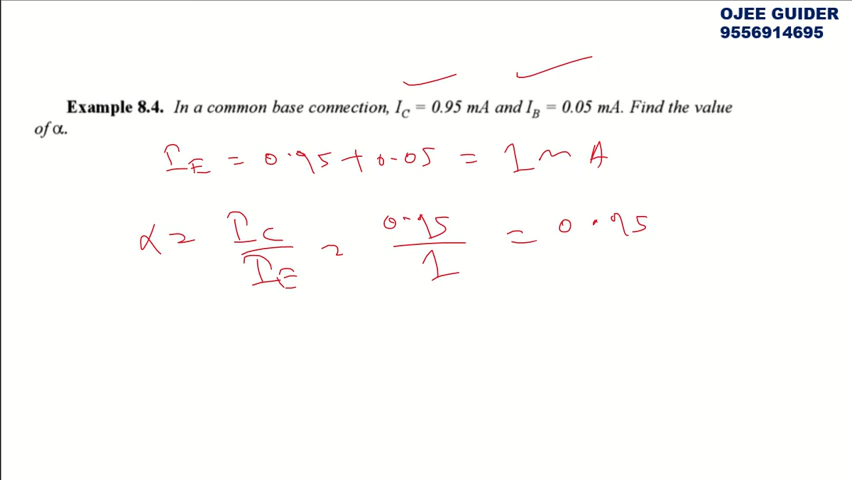 OJEE GUIDER
9556914695
Example 8.4. In a common base connection, I_C = 0.95 mA and I_B = 0.05 mA. Find the value
of α.
I_E = 0.95 + 0.05 = 1 m A
α = I_C / I_E = 0.95 / 1 = 0.95